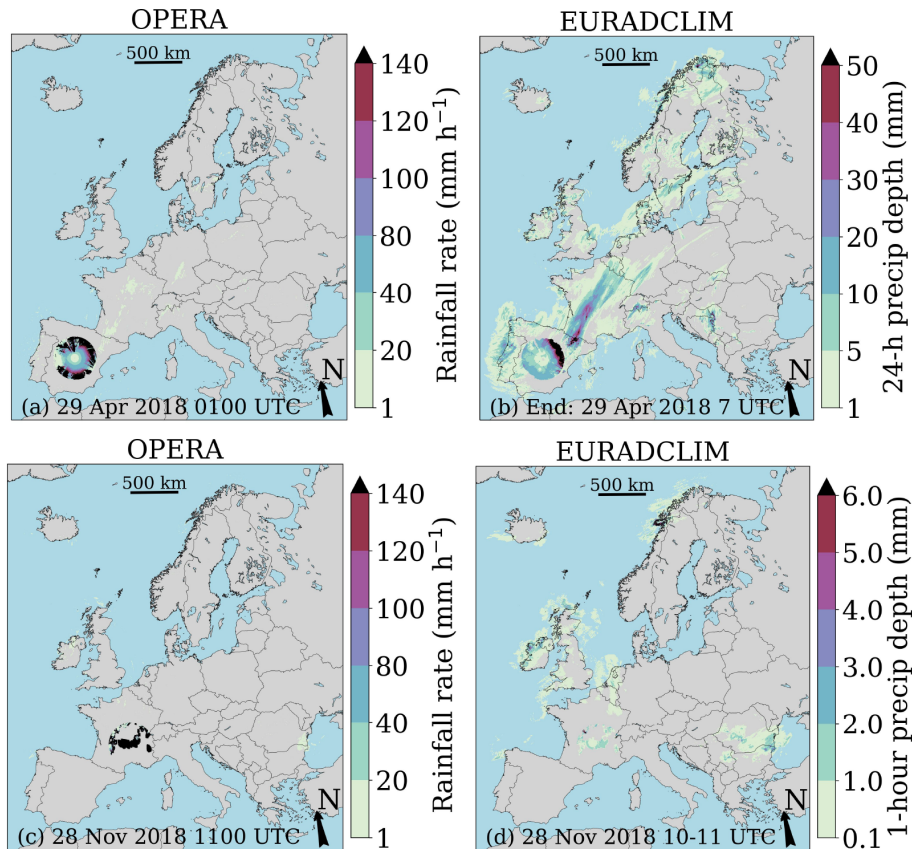 OPERA
500 km
N
(a) 29 Apr 2018 0100 UTC
140
120
100
80
40
20
1
Rainfall rate (mm h⁻¹)
EURADCLIM
500 km
N
(b) End: 29 Apr 2018 7 UTC
50
40
30
20
10
5
1
24-h precip depth (mm)
OPERA
500 km
N
(c) 28 Nov 2018 1100 UTC
140
120
100
80
40
20
1
Rainfall rate (mm h⁻¹)
EURADCLIM
500 km
N
(d) 28 Nov 2018 10-11 UTC
6.0
5.0
4.0
3.0
2.0
1.0
0.1
1-hour precip depth (mm)